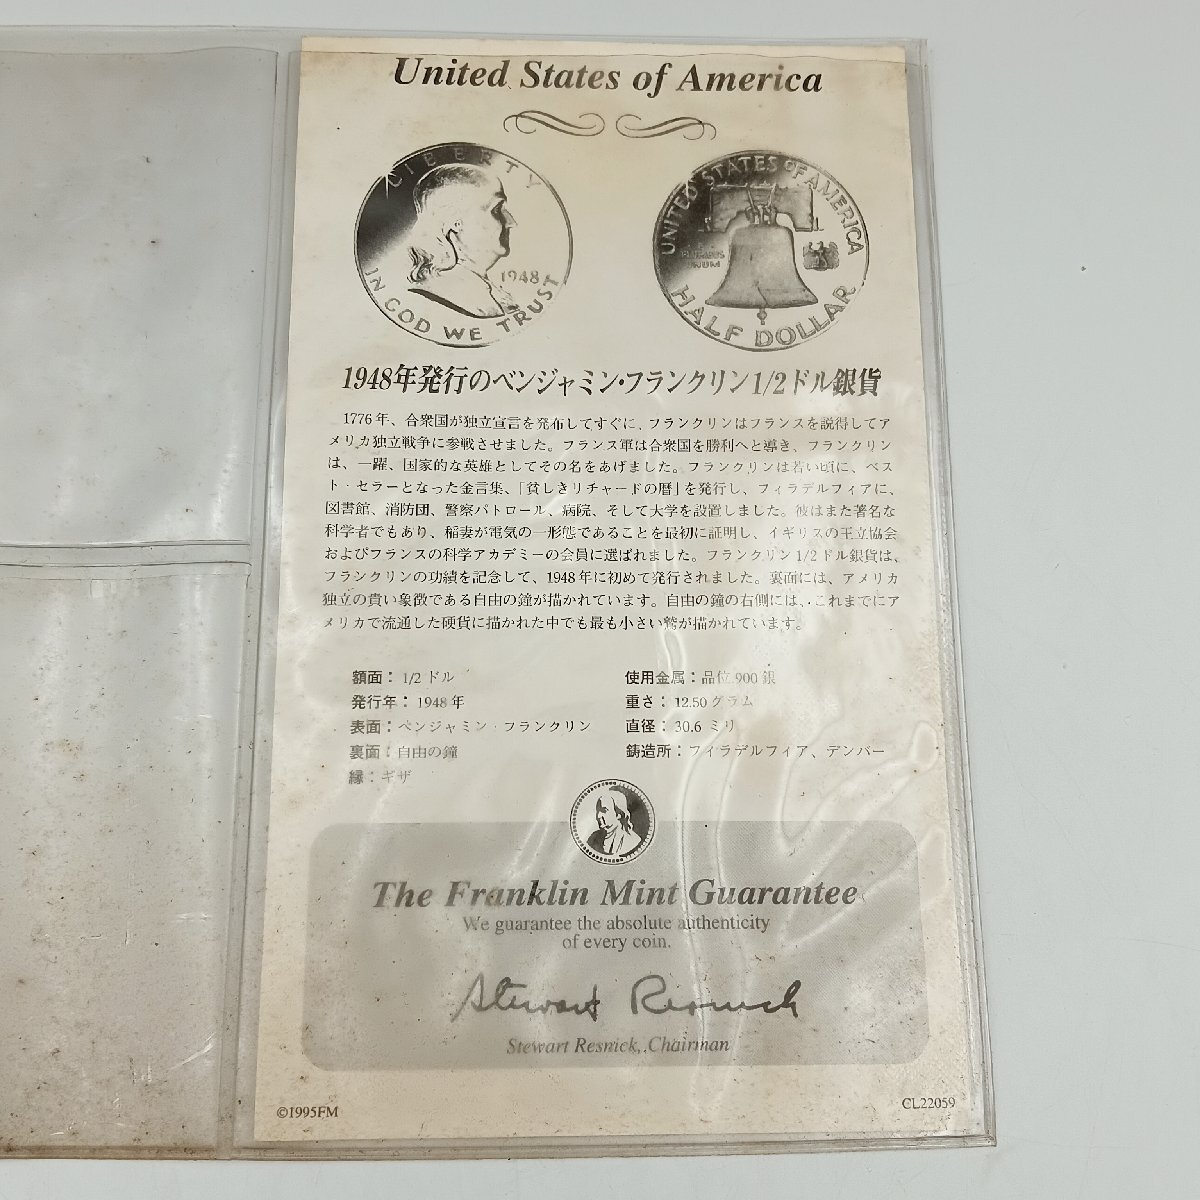 United States of America
LIBERTY
1948
IN GOD WE TRUST
UNITED STATES OF AMERICA
UNUM
HALF DOLLAR
1948年発行のベンジャミン・フランクリン1/2ドル銀貨
1776年、合衆国が独立宣言を発布してすぐに、フランクリンはフランスを説得してア
メリカ独立戦争に参戦させました。フランス軍は合衆国を勝利へと導き、フランクリン
は、一躍、国家的な英雄としてその名をあげました。フランクリンは若い頃に、ベス
ト・セラーとなった金言集、「貧しきリチャードの暦」を発行し、フィラデルフィアに、
図書館、消防団、警察パトロール、病院、そして大学を設置しました。彼はまた著名な
科学者でもあり、稲妻が電気の一形態であることを最初に証明し、イギリスの王立協会
およびフランスの科学アカデミーの会員に選ばれました。フランクリン1/2ドル銀貨は、
フランクリンの功績を記念して、1948年に初めて発行されました。裏面には、アメリカ
独立の貴い象徴である自由の鐘が描かれています。自由の鐘の右側には、これまでにア
メリカで流通した硬貨に描かれた中でも最も小さい鷲が描かれています。
額面：1/2ドル
発行年：1948年
表面：ベンジャミン・フランクリン
裏面：自由の鐘
縁：ギザ
使用金属：品位.900銀
重さ：12.50グラム
直径：30.6ミリ
鋳造所：フィラデルフィア、デンバー
The Franklin Mint Guarantee
We guarantee the absolute authenticity
of every coin.
Stewart Resnick
Stewart Resnick, Chairman
©1995FM
CL22059